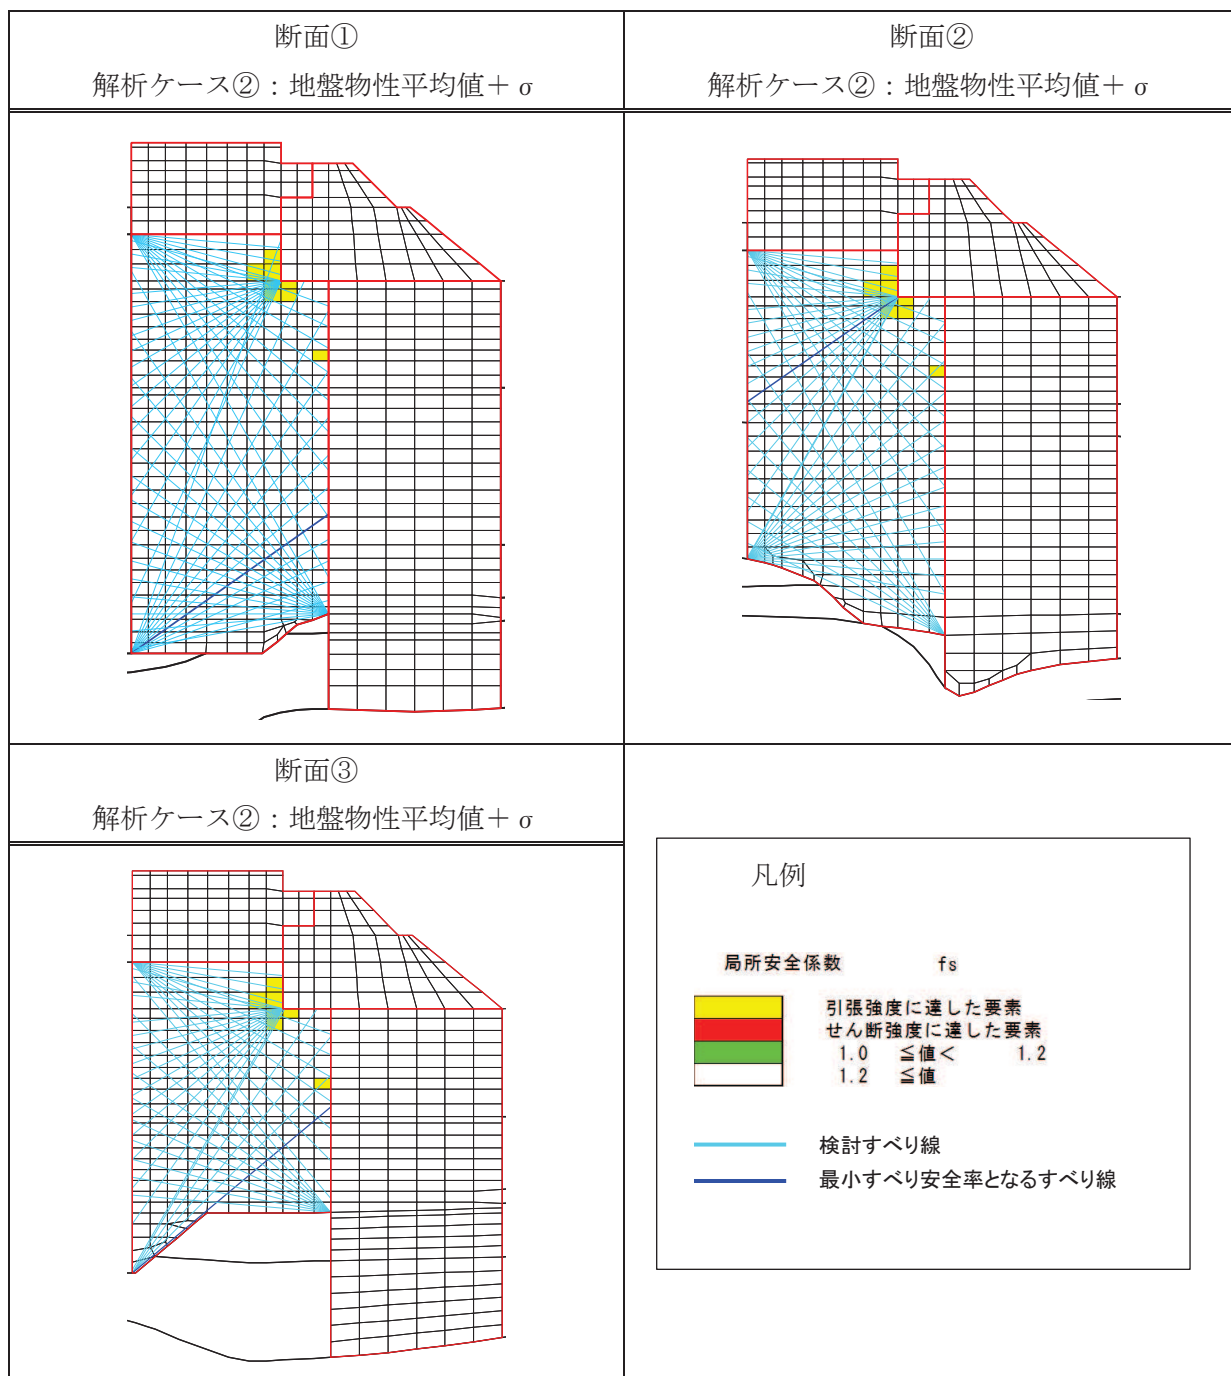 断面①
解析ケース②：地盤物性平均値＋σ
断面②
解析ケース②：地盤物性平均値＋σ
断面③
解析ケース②：地盤物性平均値＋σ
凡例
局所安全係数 fs
引張強度に達した要素
せん断強度に達した要素
1.0 ≦値＜ 1.2
1.2 ≦値
検討すべり線
最小すべり安全率となるすべり線